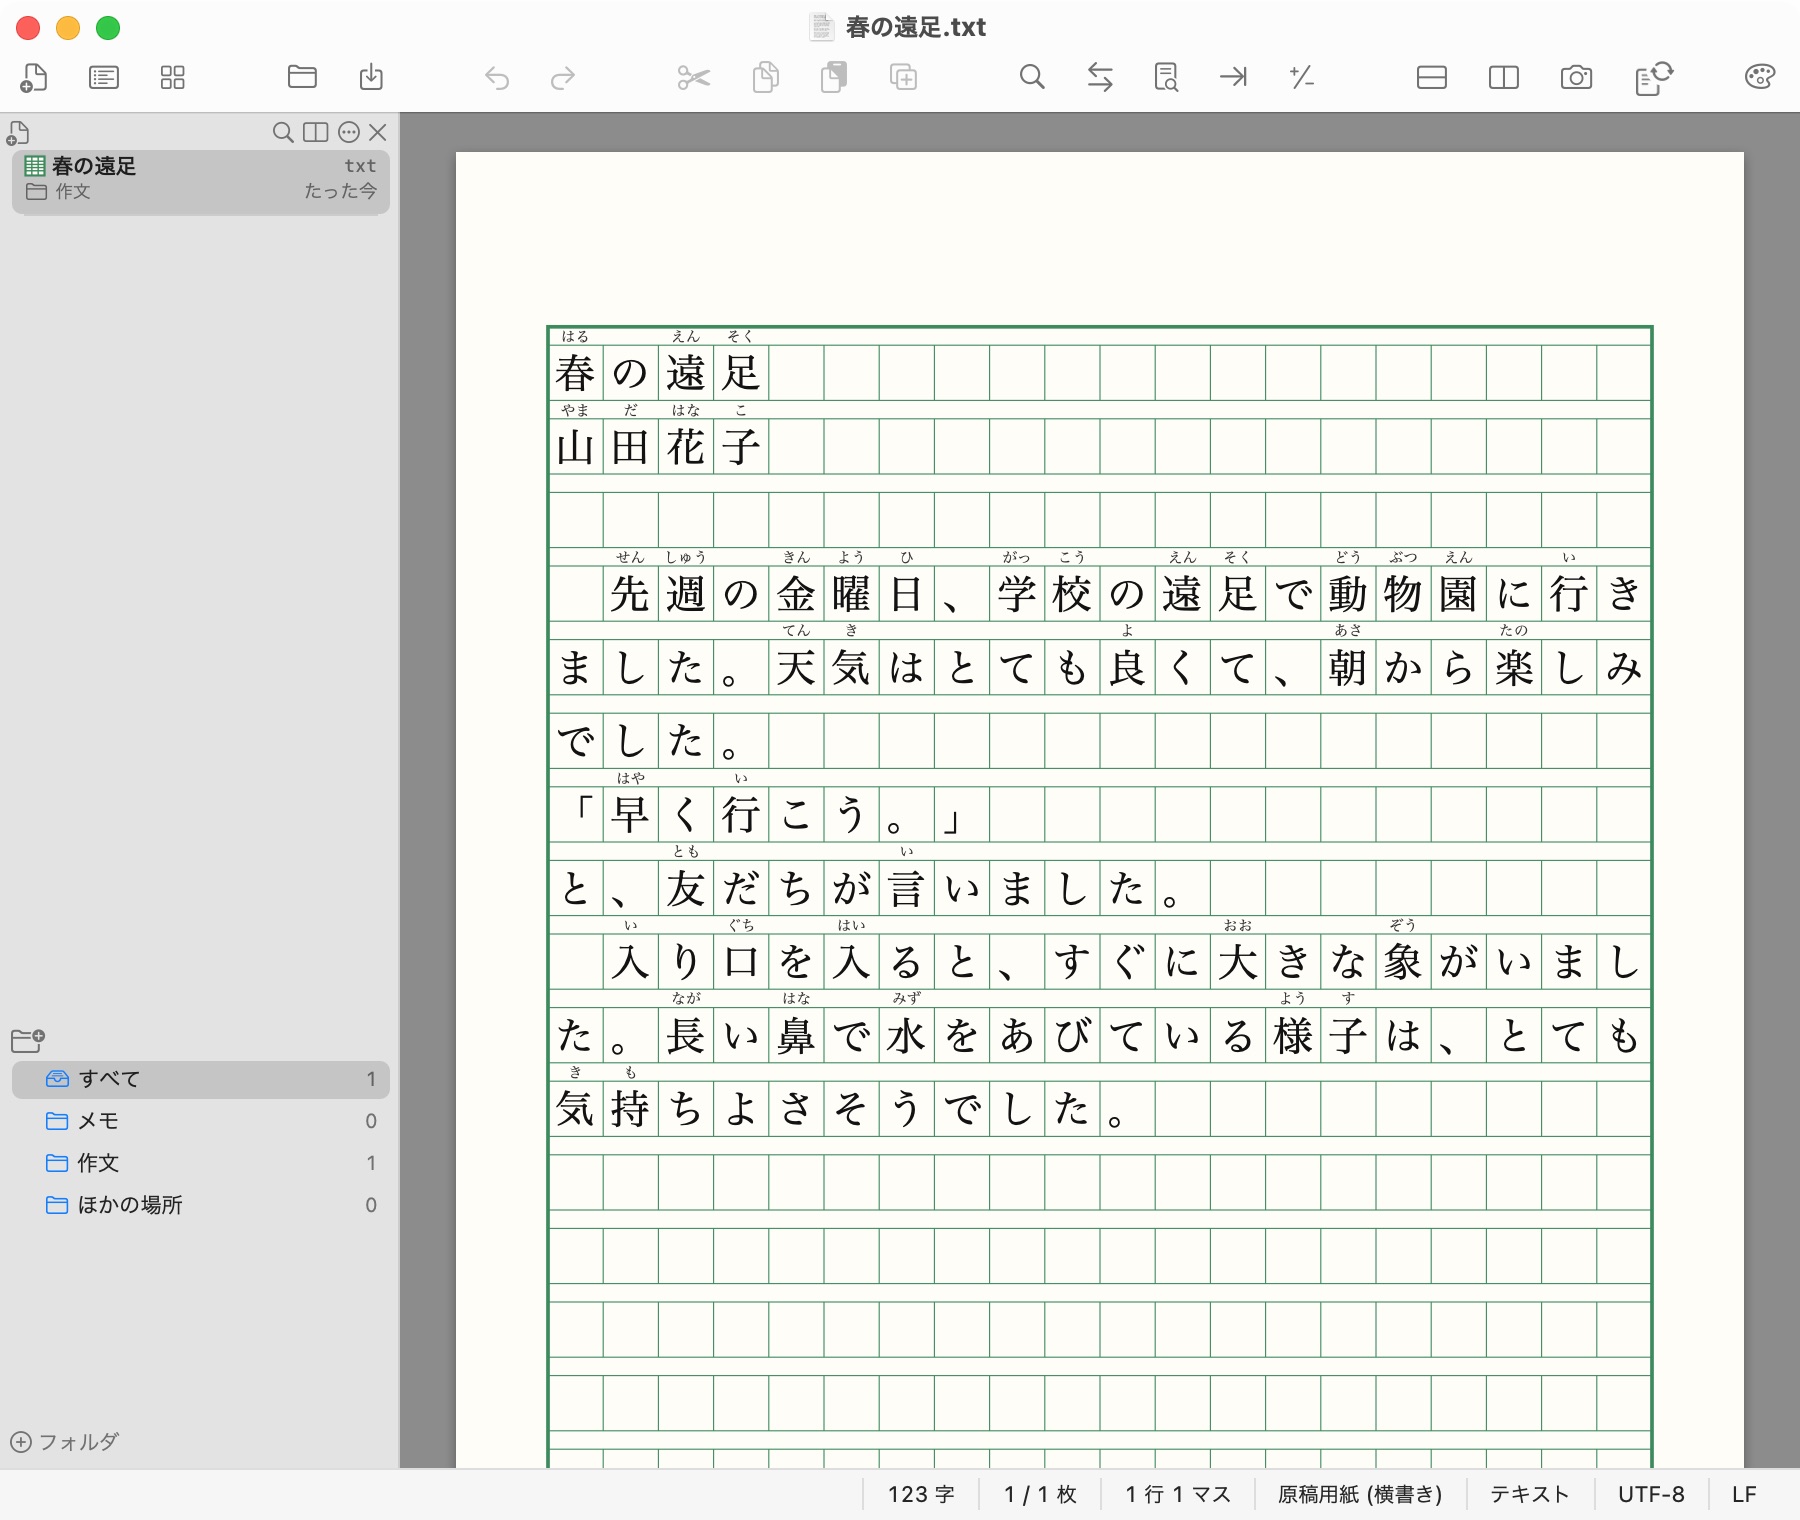 春の遠足.txt
春の遠足 txt
作文 たった今
すべて 1
メモ 0
作文 1
ほかの場所 0
フォルダ
はる えん そく
春の遠足
やま だ はな こ
山田花子
せん しゅう きん よう ひ がっ こう えん そく どう ぶつ えん い
　先週の金曜日、学校の遠足で動物園に行き
てん き よ あさ たの
ました。天気はとても良くて、朝から楽しみ
でした。
はや い
「早く行こう。」
とも い
と、友だちが言いました。
い ぐち はい おお ぞう
　入り口を入ると、すぐに大きな象がいまし
なが はな みず よう す
た。長い鼻で水をあびている様子は、とても
き も
気持ちよさそうでした。
123 字 1 / 1 枚 1 行 1 マス 原稿用紙 (横書き) テキスト UTF-8 LF